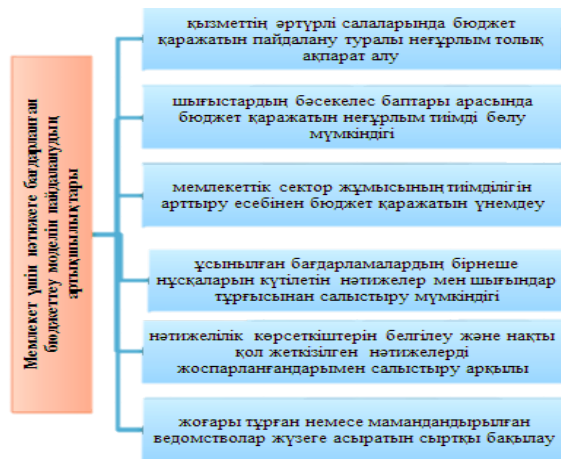 Мемлекет үшін нәтижеге бағдарланған
бюджеттеу моделін пайдаланудың
артықшылықтары
қызметтің әртүрлі салаларында бюджет
қаражатын пайдалану туралы неғұрлым толық
ақпарат алу
шығыстардың бәсекелес баптары арасында
бюджет қаражатын неғұрлым тиімді бөлу
мүмкіндігі
мемлекеттік сектор жұмысының тиімділігін
арттыру есебінен бюджет қаражатын үнемдеу
ұсынылған бағдарламалардың бірнеше
нұсқаларын күтілетін нәтижелер мен шығындар
тұрғысынан салыстыру мүмкіндігі
нәтижелілік көрсеткіштерін белгілеу және нақты
қол жеткізілген нәтижелерді
жоспарланғандарымен салыстыру арқылы
жоғары тұрған немесе мамандандырылған
ведомстволар жүзеге асыратын сыртқы бақылау